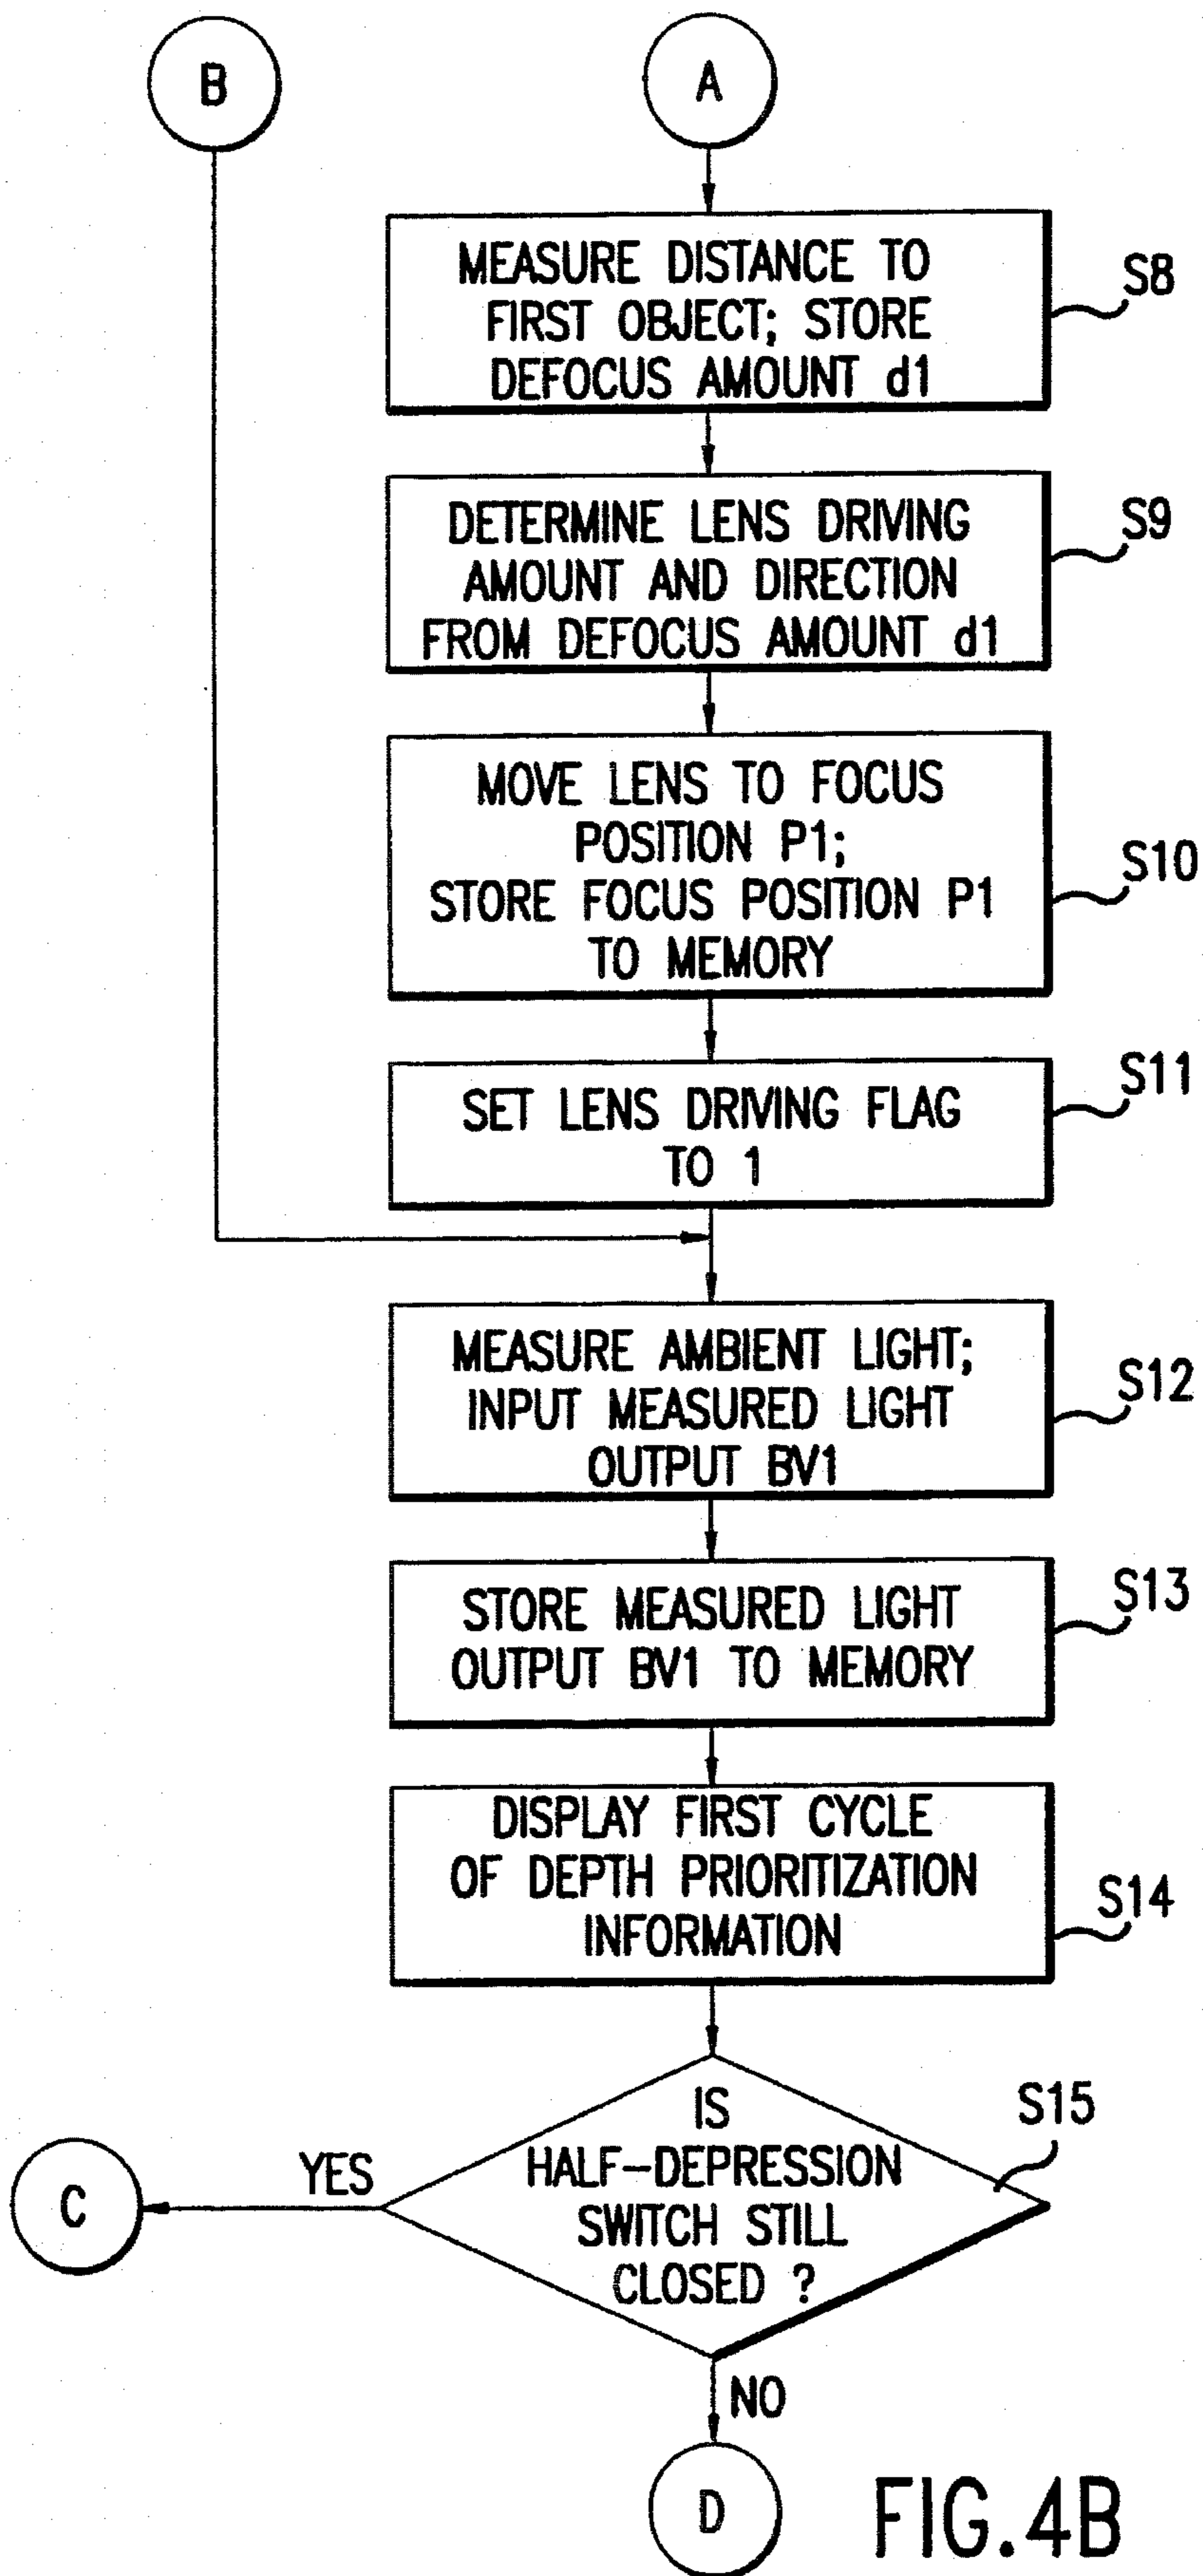 B
A
MEASURE DISTANCE TO
FIRST OBJECT; STORE
DEFOCUS AMOUNT d1
S8
DETERMINE LENS DRIVING
AMOUNT AND DIRECTION
FROM DEFOCUS AMOUNT d1
S9
MOVE LENS TO FOCUS
POSITION P1;
STORE FOCUS POSITION P1
TO MEMORY
S10
SET LENS DRIVING FLAG
TO 1
S11
MEASURE AMBIENT LIGHT;
INPUT MEASURED LIGHT
OUTPUT BV1
S12
STORE MEASURED LIGHT
OUTPUT BV1 TO MEMORY
S13
DISPLAY FIRST CYCLE
OF DEPTH PRIORITIZATION
INFORMATION
S14
IS
HALF-DEPRESSION
SWITCH STILL
CLOSED ?
S15
YES
C
NO
D
FIG.4B